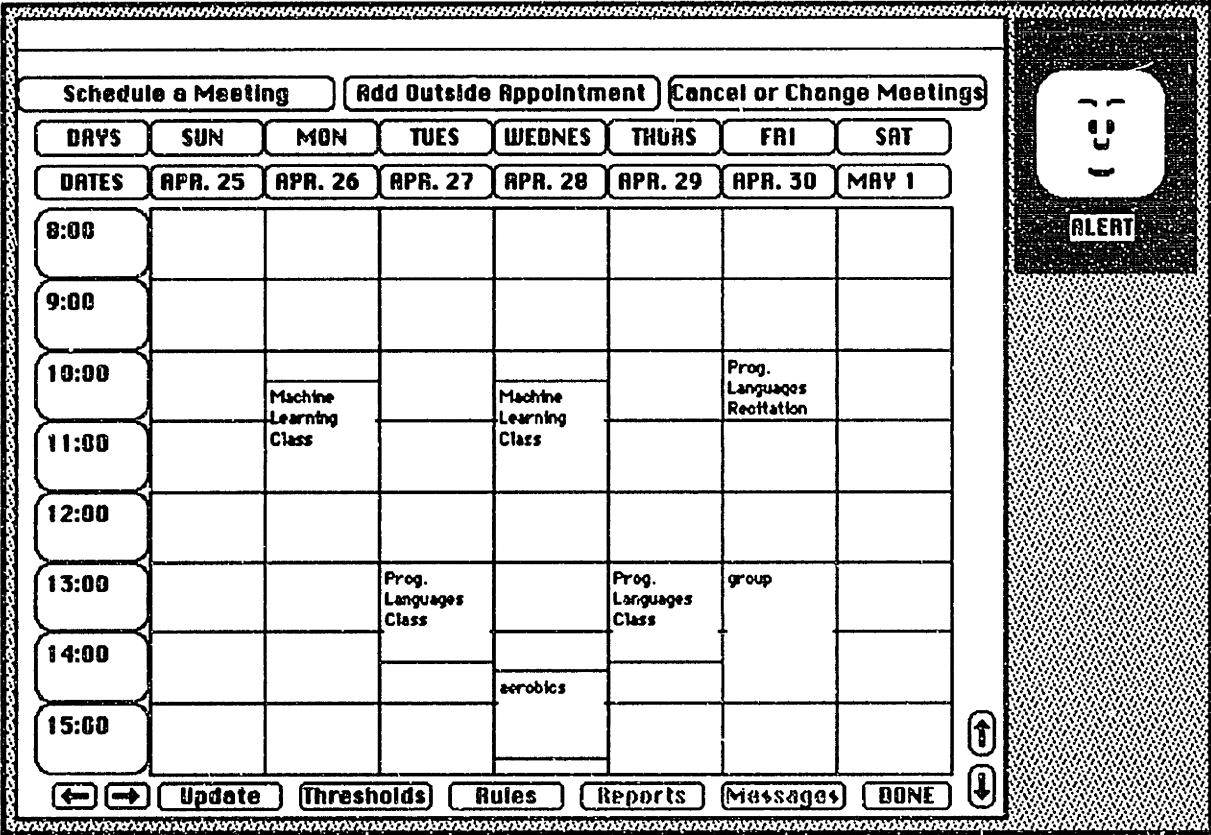 Schedule a Meeting Add Outside Appointment Cancel or Change Meetings
DAYS SUN MON TUES WEDNES THURS FRI SAT
DATES APR. 25 APR. 26 APR. 27 APR. 28 APR. 29 APR. 30 MAY 1
ALERT
8:00
9:00
10:00
Prog.
Languages
Recitation
Machine
Learning
Class
Machine
Learning
Class
11:00
12:00
13:00
Prog.
Languages
Class
Prog.
Languages
Class
group
14:00
aerobics
15:00
Update Thresholds Rules Reports Messages DONE